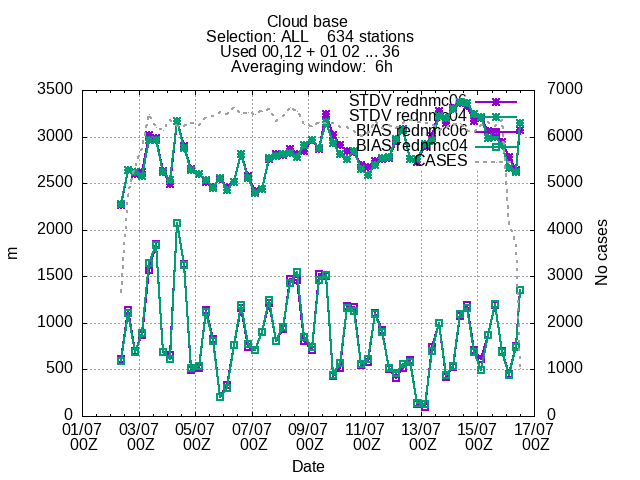 Cloud base
Selection: ALL    634 stations
Used 00,12 + 01 02 ... 36
Averaging window:  6h
3500
3000
2500
2000
1500
1000
500
0
7000
6000
5000
4000
3000
2000
1000
0
STDV rednmc06
STDV rednmc04
BIAS rednmc06
BIAS rednmc04
CASES
m
No cases
01/07 03/07 05/07 07/07 09/07 11/07 13/07 15/07 17/07
00Z 00Z 00Z 00Z 00Z 00Z 00Z 00Z 00Z
Date